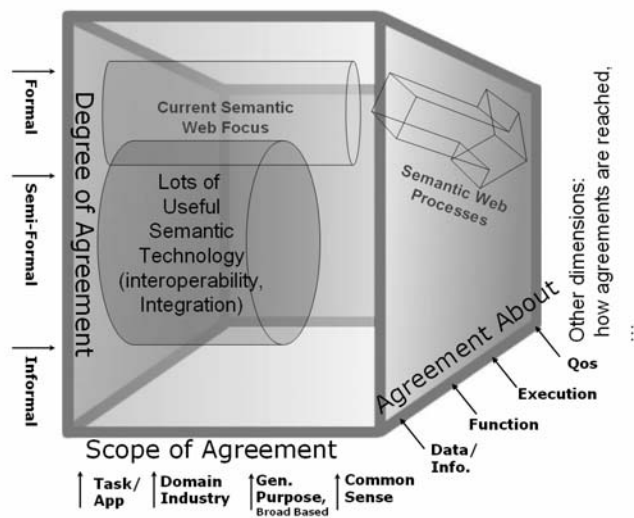 Formal
Semi-Formal
Informal
Degree of Agreement
Current Semantic
Web Focus
Lots of
Useful
Semantic
Technology
(interoperability,
Integration)
Semantic Web
Processes
Other dimensions:
how agreements are reached,
...
Agreement About
Qos
Execution
Function
Data/
Info.
Scope of Agreement
Task/
App
Domain
Industry
Gen.
Purpose,
Broad Based
Common
Sense